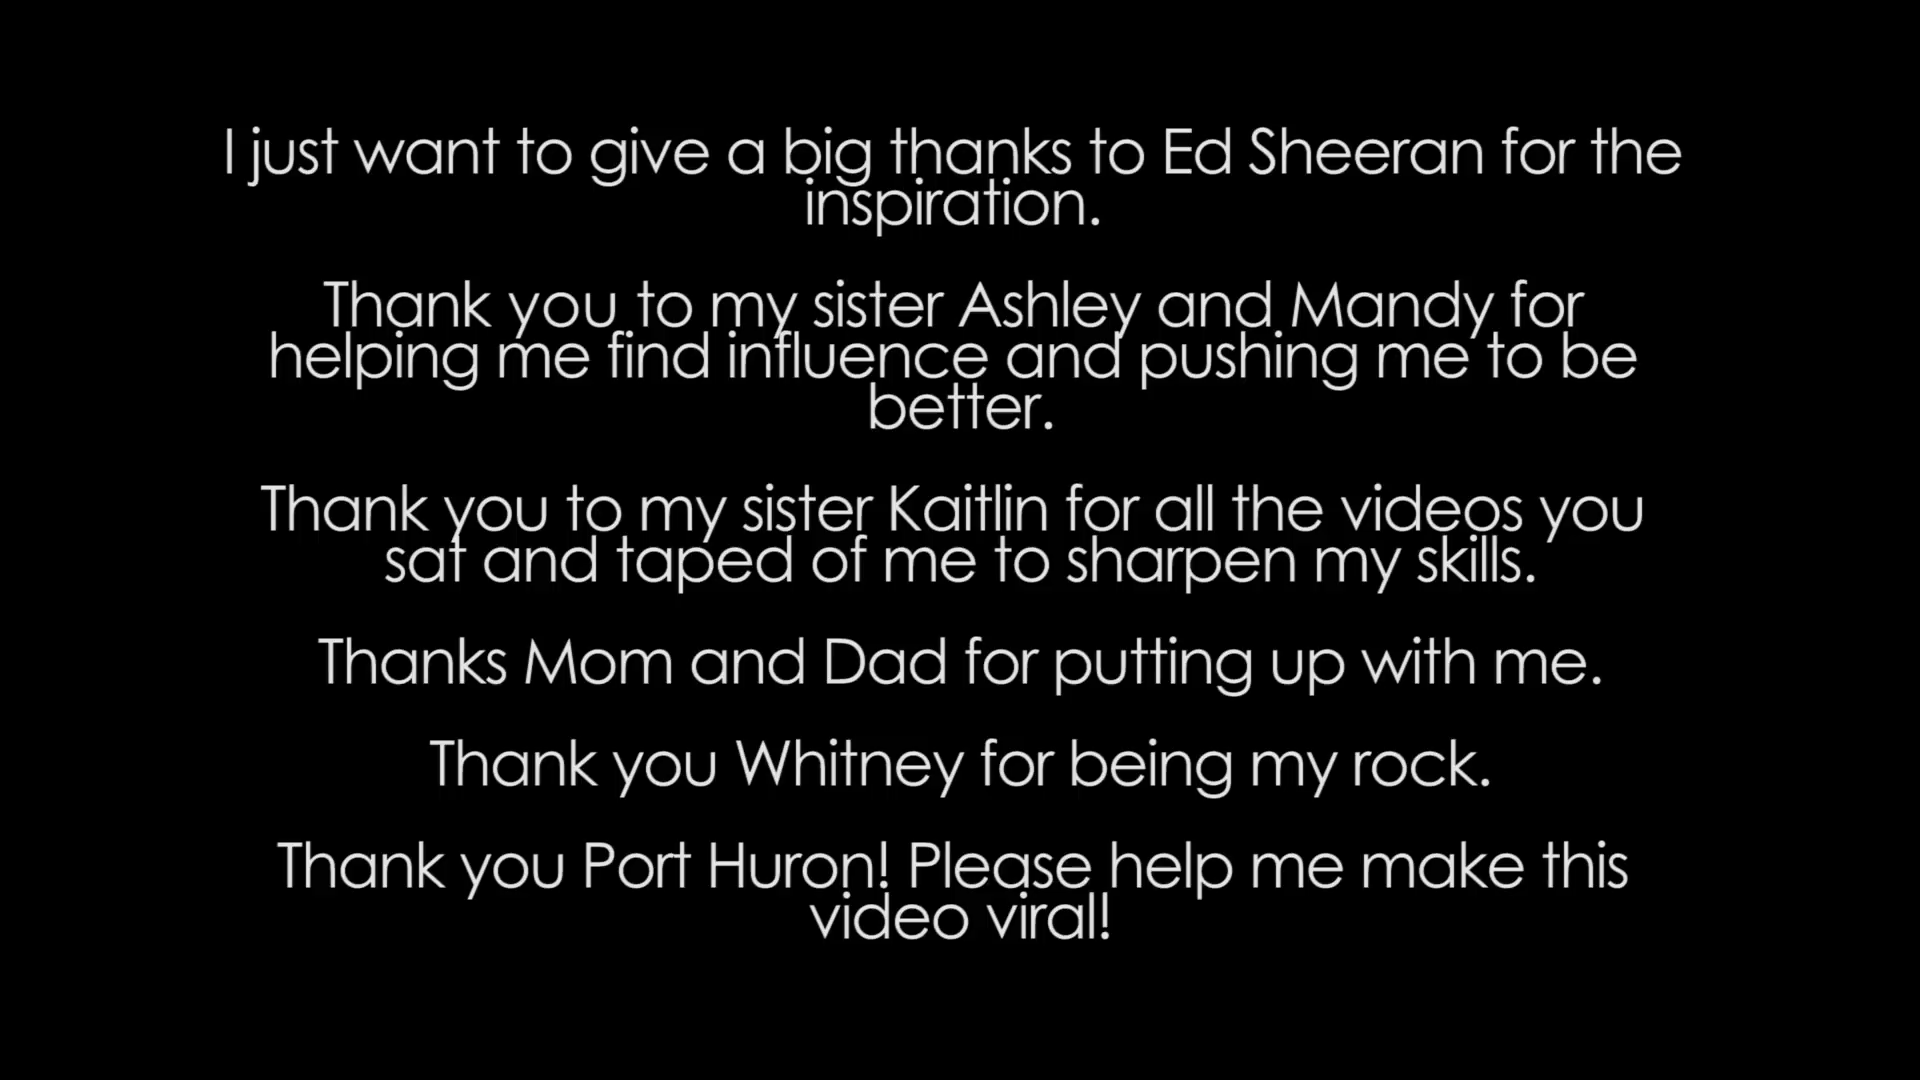 I just want to give a big thanks to Ed Sheeran for the
inspiration.
Thank you to my sister Ashley and Mandy for
helping me find influence and pushing me to be
better.
Thank you to my sister Kaitlin for all the videos you
sat and taped of me to sharpen my skills.
Thanks Mom and Dad for putting up with me.
Thank you Whitney for being my rock.
Thank you Port Huron! Please help me make this
video viral!